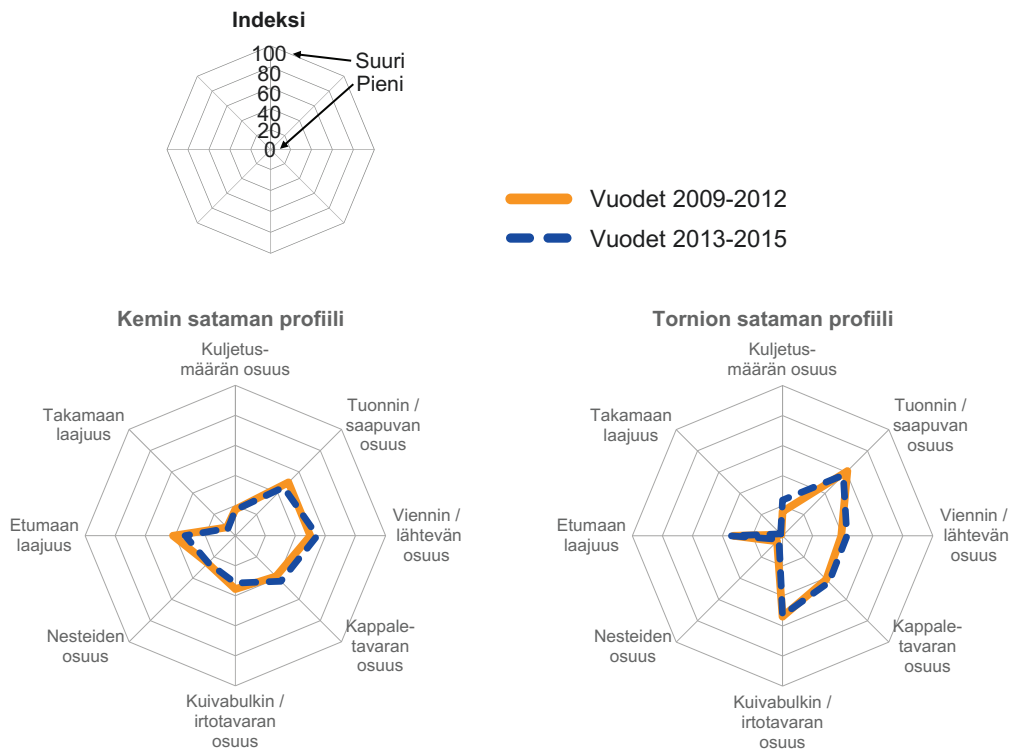 Indeksi
100
80
60
40
20
0
Suuri
Pieni
Vuodet 2009-2012
Vuodet 2013-2015
Kemin sataman profiili
Kuljetus-
määrän osuus
Tuonnin /
saapuvan
osuus
Viennin /
lähtevän
osuus
Kappale-
tavaran
osuus
Kuivabulkin /
irtotavaran
osuus
Nesteiden
osuus
Etumaan
laajuus
Takamaan
laajuus
Tornion sataman profiili
Kuljetus-
määrän osuus
Tuonnin /
saapuvan
osuus
Viennin /
lähtevän
osuus
Kappale-
tavaran
osuus
Kuivabulkin /
irtotavaran
osuus
Nesteiden
osuus
Etumaan
laajuus
Takamaan
laajuus